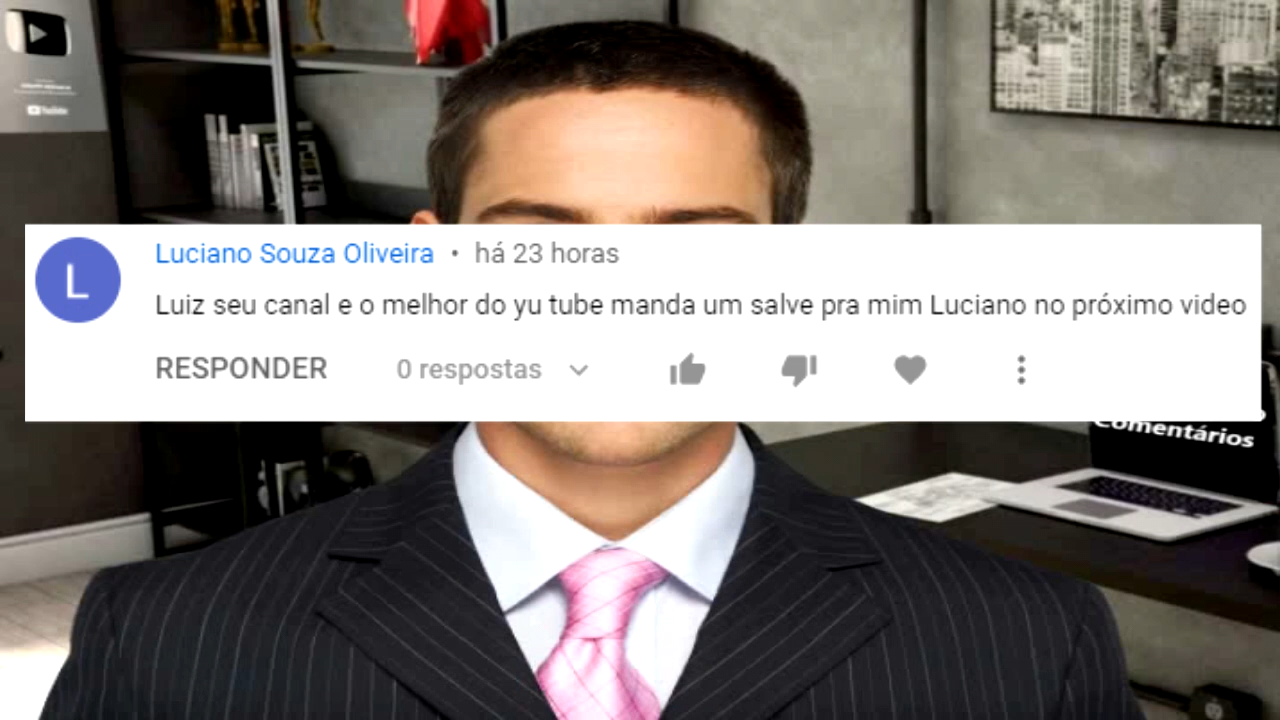 YouTube
Luciano Souza Oliveira • há 23 horas
L
Luiz seu canal e o melhor do yu tube manda um salve pra mim Luciano no próximo video
RESPONDER 0 respostas
Comentários